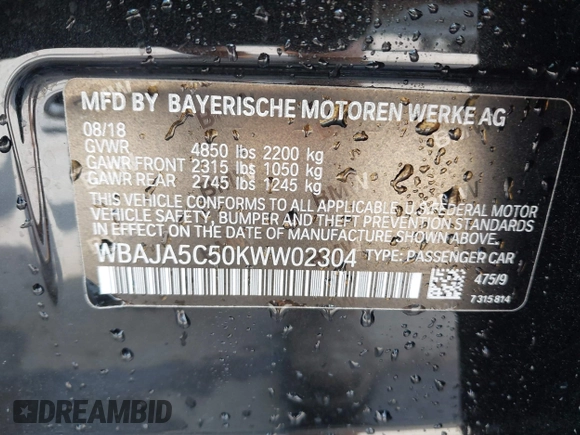 MFD BY BAYERISCHE MOTOREN WERKE AG
08/18
GVWR 4850 lbs 2200 kg
GAWR FRONT 2315 lbs 1050 kg
GAWR REAR 2745 lbs 1245 kg
THIS VEHICLE CONFORMS TO ALL APPLICABLE U.S. FEDERAL MOTOR
VEHICLE SAFETY, BUMPER AND THEFT PREVENTION STANDARDS
IN EFFECT ON THE DATE OF MANUFACTURE SHOWN ABOVE.
WBAJA5C50KWW02304 TYPE: PASSENGER CAR
475/9
7 315 814
DREAMBID